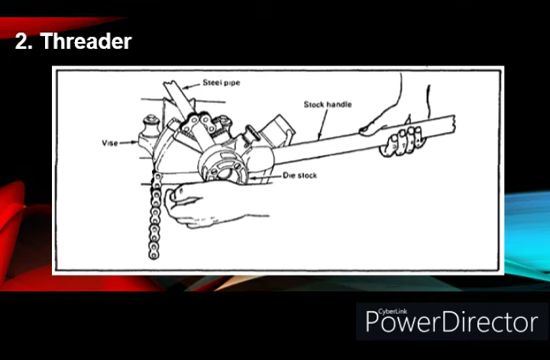 2. Threader
Steel pipe
Stock handle
Vise
Die stock
CyberLink
PowerDirector